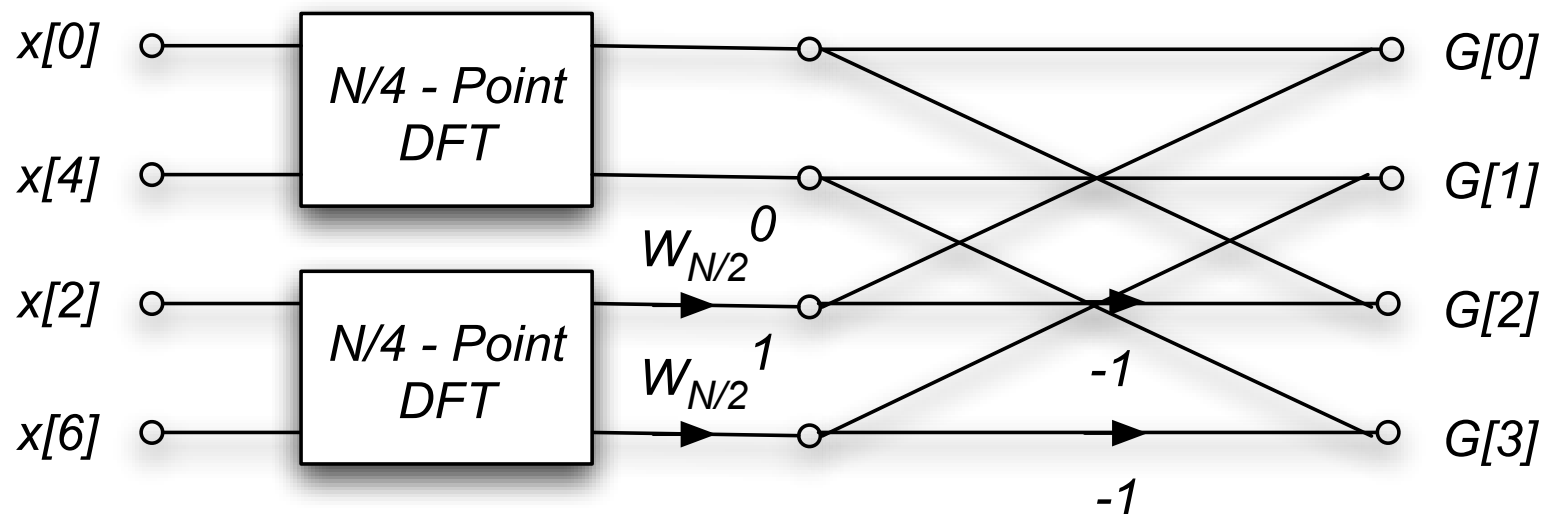 x[0]
N/4 - Point
DFT
G[0]
x[4]
G[1]
W_{N/2}^0
x[2]
N/4 - Point
DFT
G[2]
W_{N/2}^1
-1
x[6]
G[3]
-1